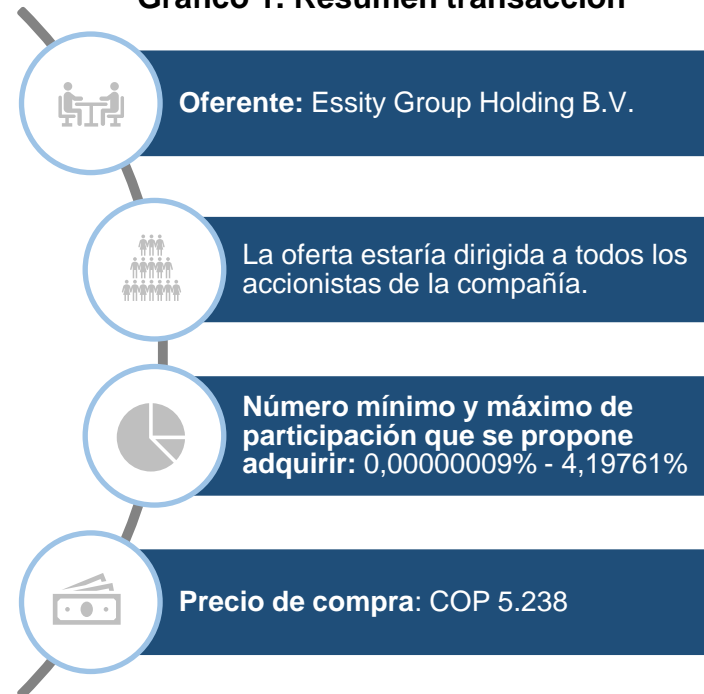 Gráfico 1: Resumen transacción
Oferente: Essity Group Holding B.V.
La oferta estaría dirigida a todos los
accionistas de la compañía.
Número mínimo y máximo de
participación que se propone
adquirir: 0,00000009% - 4,19761%
Precio de compra: COP 5.238